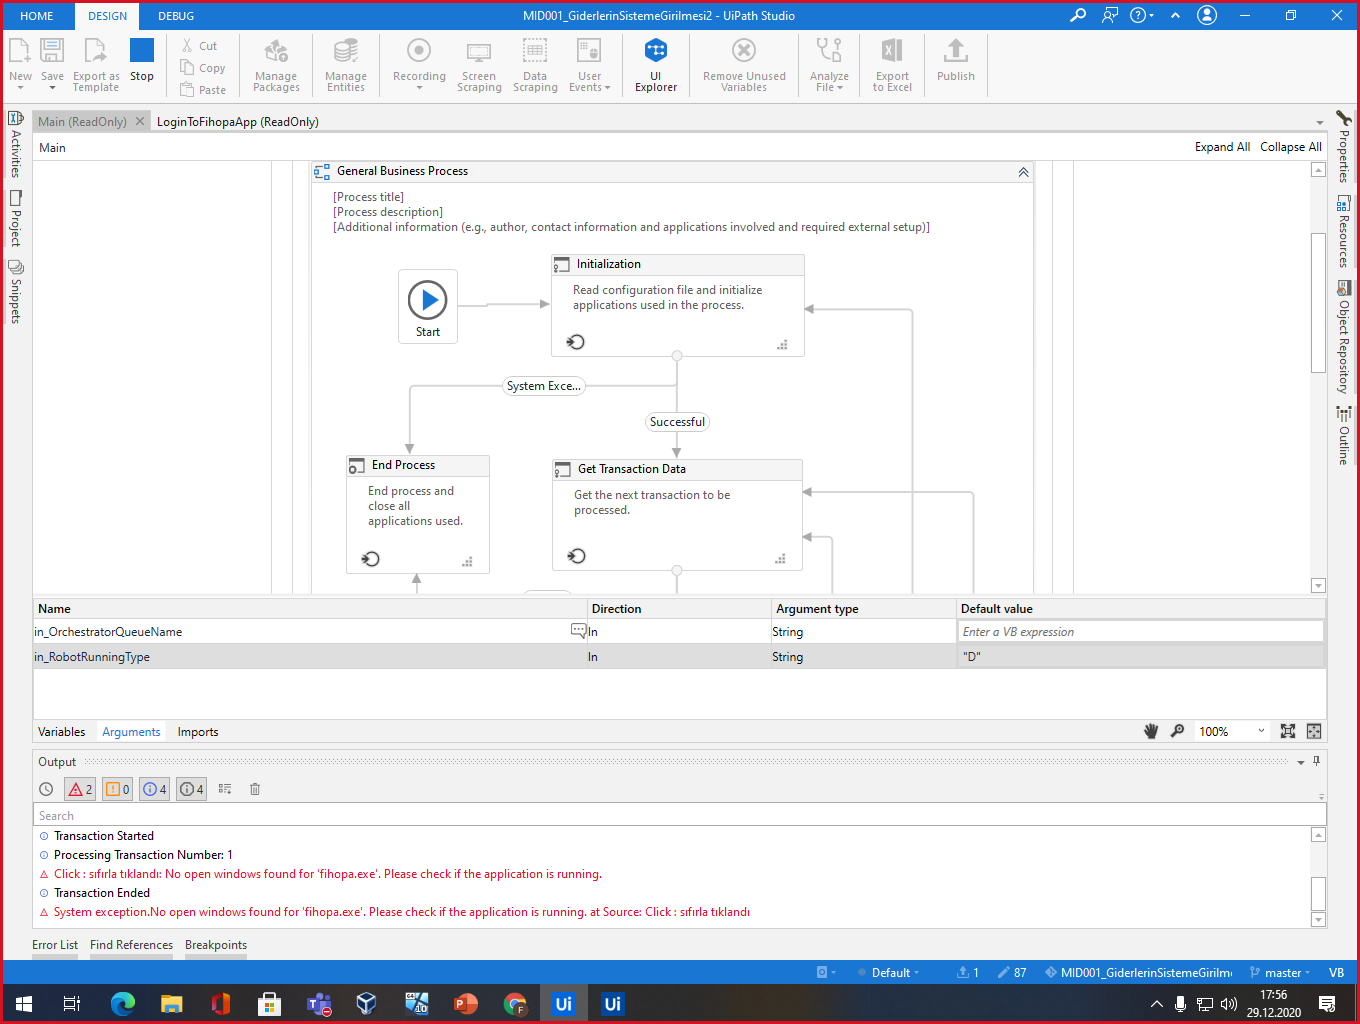 HOME DESIGN DEBUG MID001_GiderlerinSistemeGirilmesi2 - UiPath Studio
New Save Export as Template Stop Cut Copy Paste Manage Packages Manage Entities Recording Screen Scraping Data Scraping User Events UI Explorer Remove Unused Variables Analyze File Export to Excel Publish
Main (ReadOnly) LoginToFihopaApp (ReadOnly)
Main Expand All Collapse All
Activities
Project
Snippets
Properties
Resources
Object Repository
Outline
General Business Process
[Process title]
[Process description]
[Additional information (e.g., author, contact information and applications involved and required external setup)]
Start
Initialization
Read configuration file and initialize
applications used in the process.
System Exce...
Successful
End Process
End process and
close all
applications used.
Get Transaction Data
Get the next transaction to be
processed.
Name Direction Argument type Default value
in_OrchestratorQueueName In String Enter a VB expression
in_RobotRunningType In String "D"
Variables Arguments Imports 100%
Output
2 0 4 4
Search
Transaction Started
Processing Transaction Number: 1
Click : sıfırla tıklandı: No open windows found for 'fihopa.exe'. Please check if the application is running.
Transaction Ended
System exception.No open windows found for 'fihopa.exe'. Please check if the application is running. at Source: Click : sıfırla tıklandı
Error List Find References Breakpoints
Default 1 87 MID001_GiderlerinSistemeGirilm master VB
Ui Ui 17:56
29.12.2020